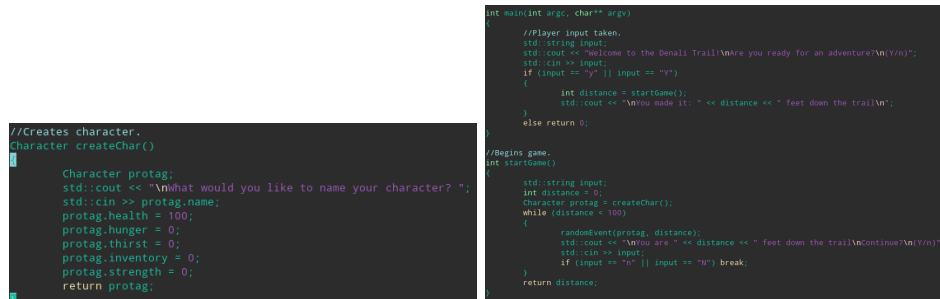 //Creates character.
Character createChar()
{
        Character protag;
        std::cout << "\nWhat would you like to name your character? ";
        std::cin >> protag.name;
        protag.health = 100;
        protag.hunger = 0;
        protag.thirst = 0;
        protag.inventory = 0;
        protag.strength = 0;
        return protag;
}
int main(int argc, char** argv)
{
        //Player input taken.
        std::string input;
        std::cout << "Welcome to the Denali Trail!\nAre you ready for an adventure?\n(Y/n)";
        std::cin >> input;
        if (input == "y" || input == "Y")
        {
                int distance = startGame();
                std::cout << "\nYou made it: " << distance << " feet down the trail\n";
        }
        else return 0;
}
//Begins game.
int startGame()
{
        std::string input;
        int distance = 0;
        Character protag = createChar();
        while (distance < 100)
        {
                randomEvent(protag, distance);
                std::cout << "\nYou are " << distance << " feet down the trail\nContinue?\n(Y/n)"
                std::cin >> input;
                if (input == "n" || input == "N") break;
        }
        return distance;
}